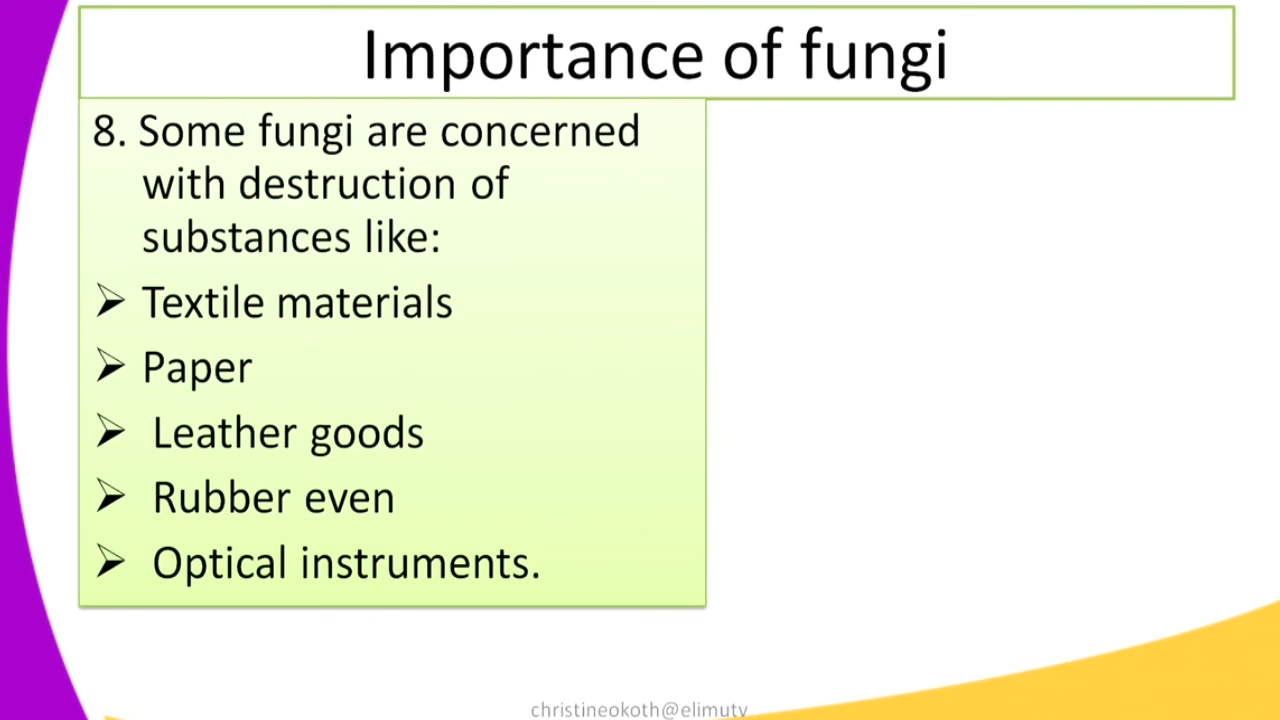 Importance of fungi
8. Some fungi are concerned
with destruction of
substances like:
➢ Textile materials
➢ Paper
➢ Leather goods
➢ Rubber even
➢ Optical instruments.
christineokoth@elimutv